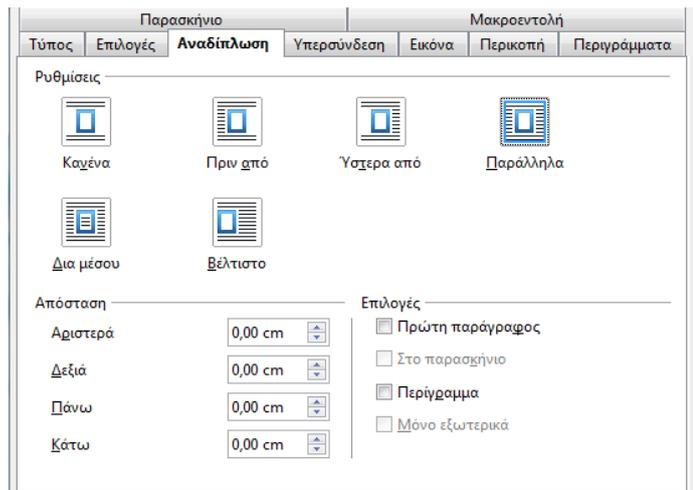 Παρασκήνιο Μακροεντολή
Τύπος Επιλογές Αναδίπλωση Υπερσύνδεση Εικόνα Περικοπή Περιγράμματα
Ρυθμίσεις
Κανένα Πριν από Ύστερα από Παράλληλα
Δια μέσου Βέλτιστο
Απόσταση Επιλογές
Αριστερά 0,00 cm Πρώτη παράγραφος
Στο παρασκήνιο
Δεξιά 0,00 cm
Περίγραμμα
Πάνω 0,00 cm
Μόνο εξωτερικά
Κάτω 0,00 cm